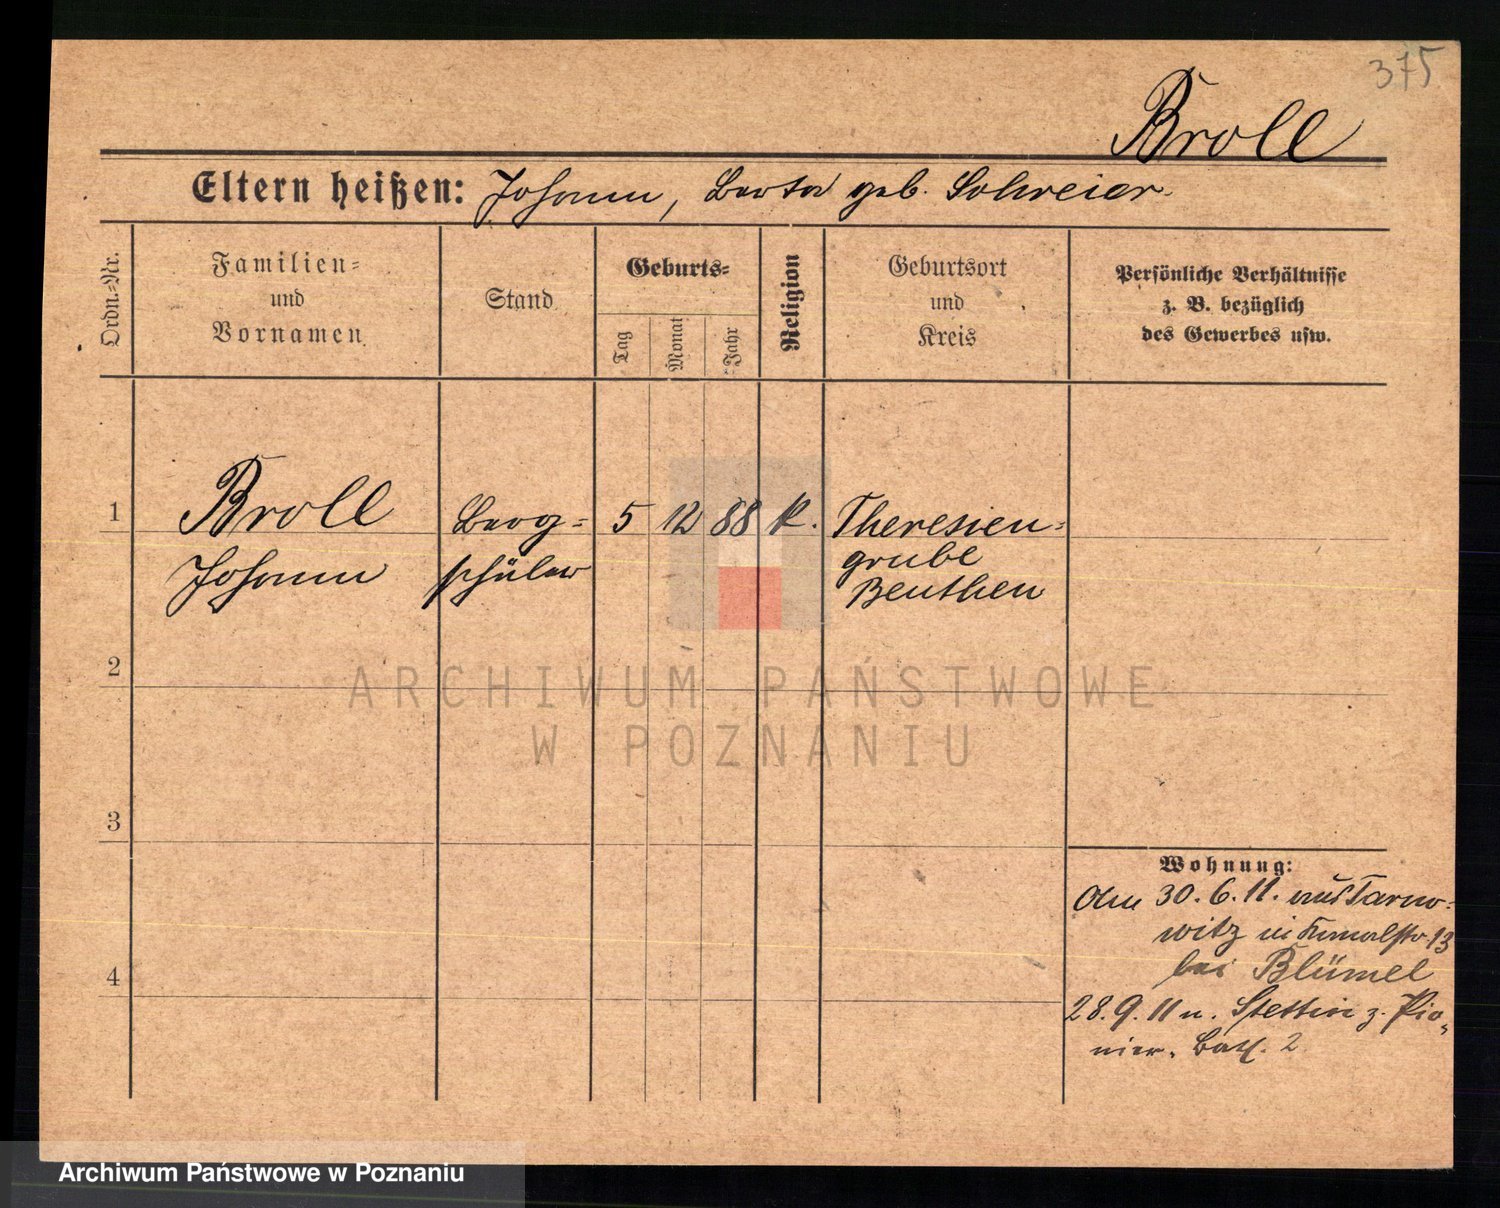 375
Broll
Eltern heißen: Johann, Berta geb. Schreier.
Ordn.-Nr.
Familien-
und
Vornamen
Stand
Geburts-
Tag
Monat
Jahr
Religion
Geburtsort
und
Kreis
Persönliche Verhältnisse
z. B. bezüglich
des Gewerbes usw.
1
Broll
Johann
Berg-
schüler
5 12 88 k.
Theresien-
grube
Beuthen
2
3
4
Wohnung:
30. 6. 11. aus Tarno-
witz in 13
bei Blümel
28. 9. 11 n. Stettin z. Pio-
nier. Batl. 2
ARCHIWUM PAŃSTWOWE
W POZNANIU
Archiwum Państwowe w Poznaniu